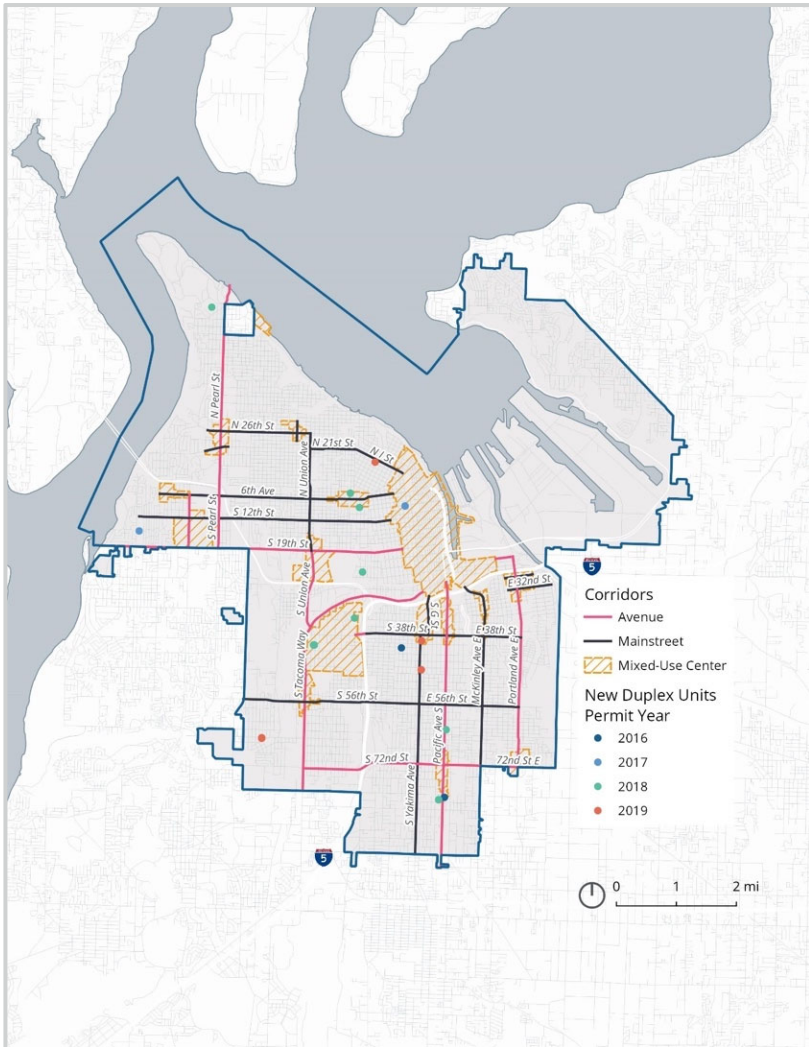 N Pearl St
N 26th St
N 21st St
N I St
N Union Ave
6th Ave
S 12th St
S Pearl St
S 19th St
S Union Ave
E 32nd St
S G St
S 38th St
E 38th St
S Tacoma Way
McKinley Ave E
Portland Ave E
S 56th St
E 56th St
Pacific Ave S
S 72nd St
72nd St E
S Yakima Ave
5
Corridors
Avenue
Mainstreet
Mixed-Use Center
New Duplex Units
Permit Year
2016
2017
2018
2019
5
0 1 2 mi